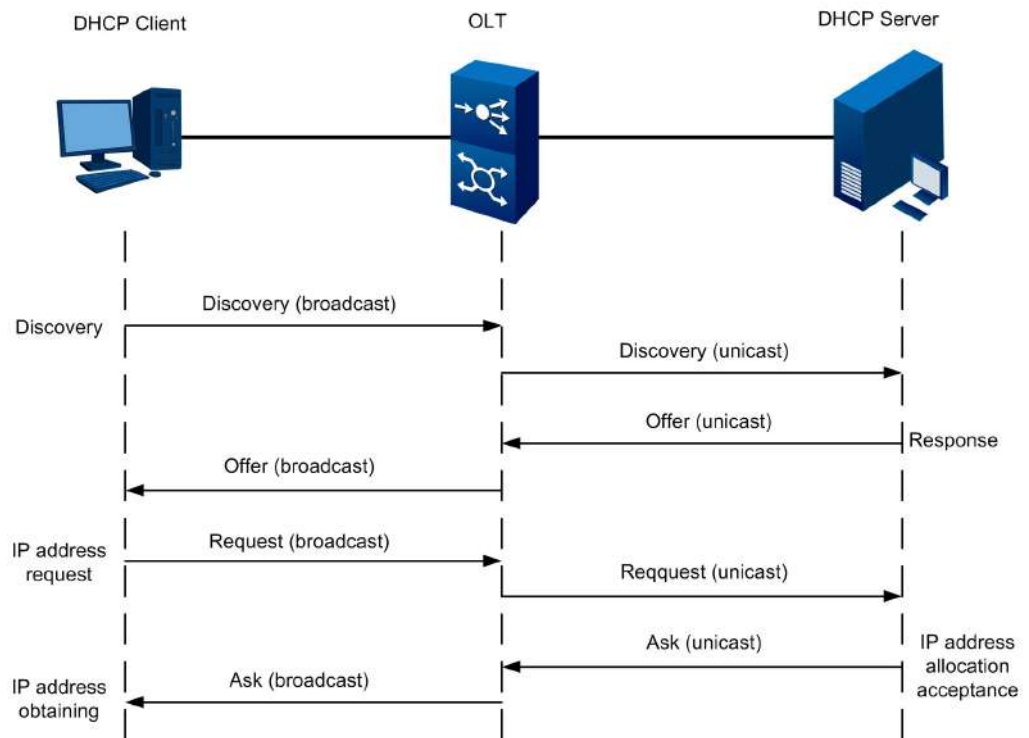 DHCP Client
OLT
DHCP Server
Discovery (broadcast)
Discovery
Discovery (unicast)
Offer (unicast)
Response
Offer (broadcast)
Request (broadcast)
IP address
request
Reqquest (unicast)
Ask (unicast)
IP address
allocation
acceptance
Ask (broadcast)
IP address
obtaining